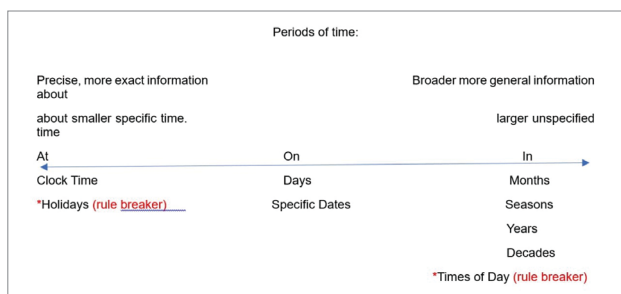 Periods of time:
Precise, more exact information Broader more general information
about
about smaller specific time. larger unspecified
time
At On In
Clock Time Days Months
*Holidays (rule breaker) Specific Dates Seasons
Years
Decades
*Times of Day (rule breaker)